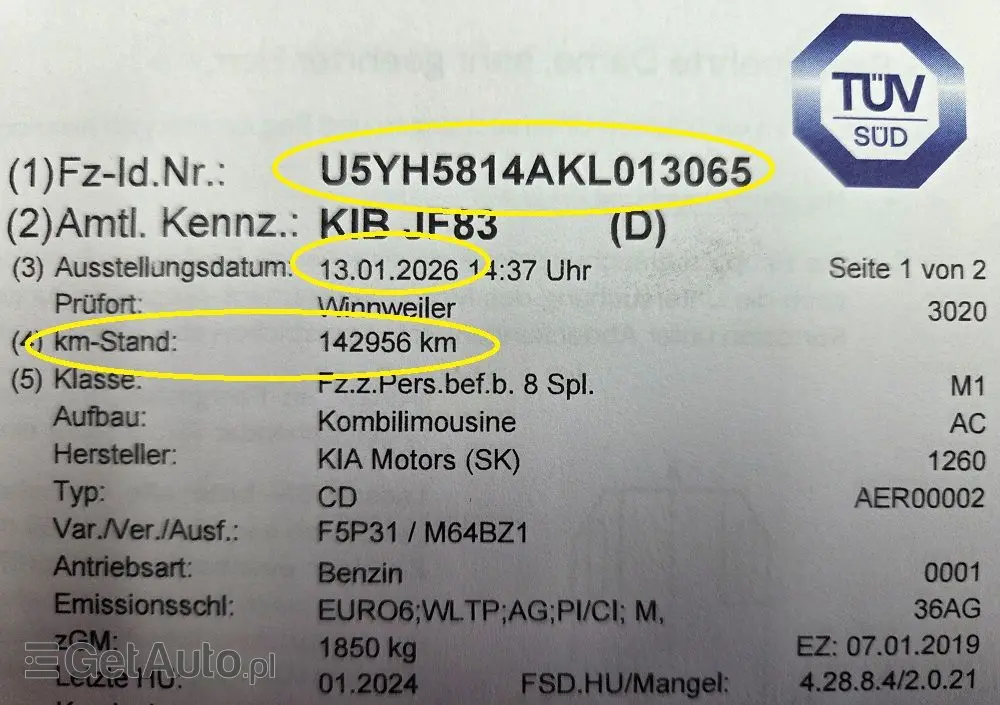 TÜV
SÜD
(1) Fz-Id.Nr.: U5YH5814AKL013065
(2) Amtl. Kennz.: KIB JF83 (D)
(3) Ausstellungsdatum: 13.01.2026 14:37 Uhr Seite 1 von 2
Prüfort: Winnweiler 3020
(4) km-Stand: 142956 km
(5) Klasse: Fz.z.Pers.bef.b. 8 Spl. M1
Aufbau: Kombilimousine AC
Hersteller: KIA Motors (SK) 1260
Typ: CD AER00002
Var./Ver./Ausf.: F5P31 / M64BZ1
Antriebsart: Benzin 0001
Emissionsschl: EURO6;WLTP;AG;PI/CI; M, 36AG
zGM: 1850 kg EZ: 07.01.2019
GetAuto.pl
Letzte HU: 01.2024 FSD.HU/Mangel: 4.28.8.4/2.0.21